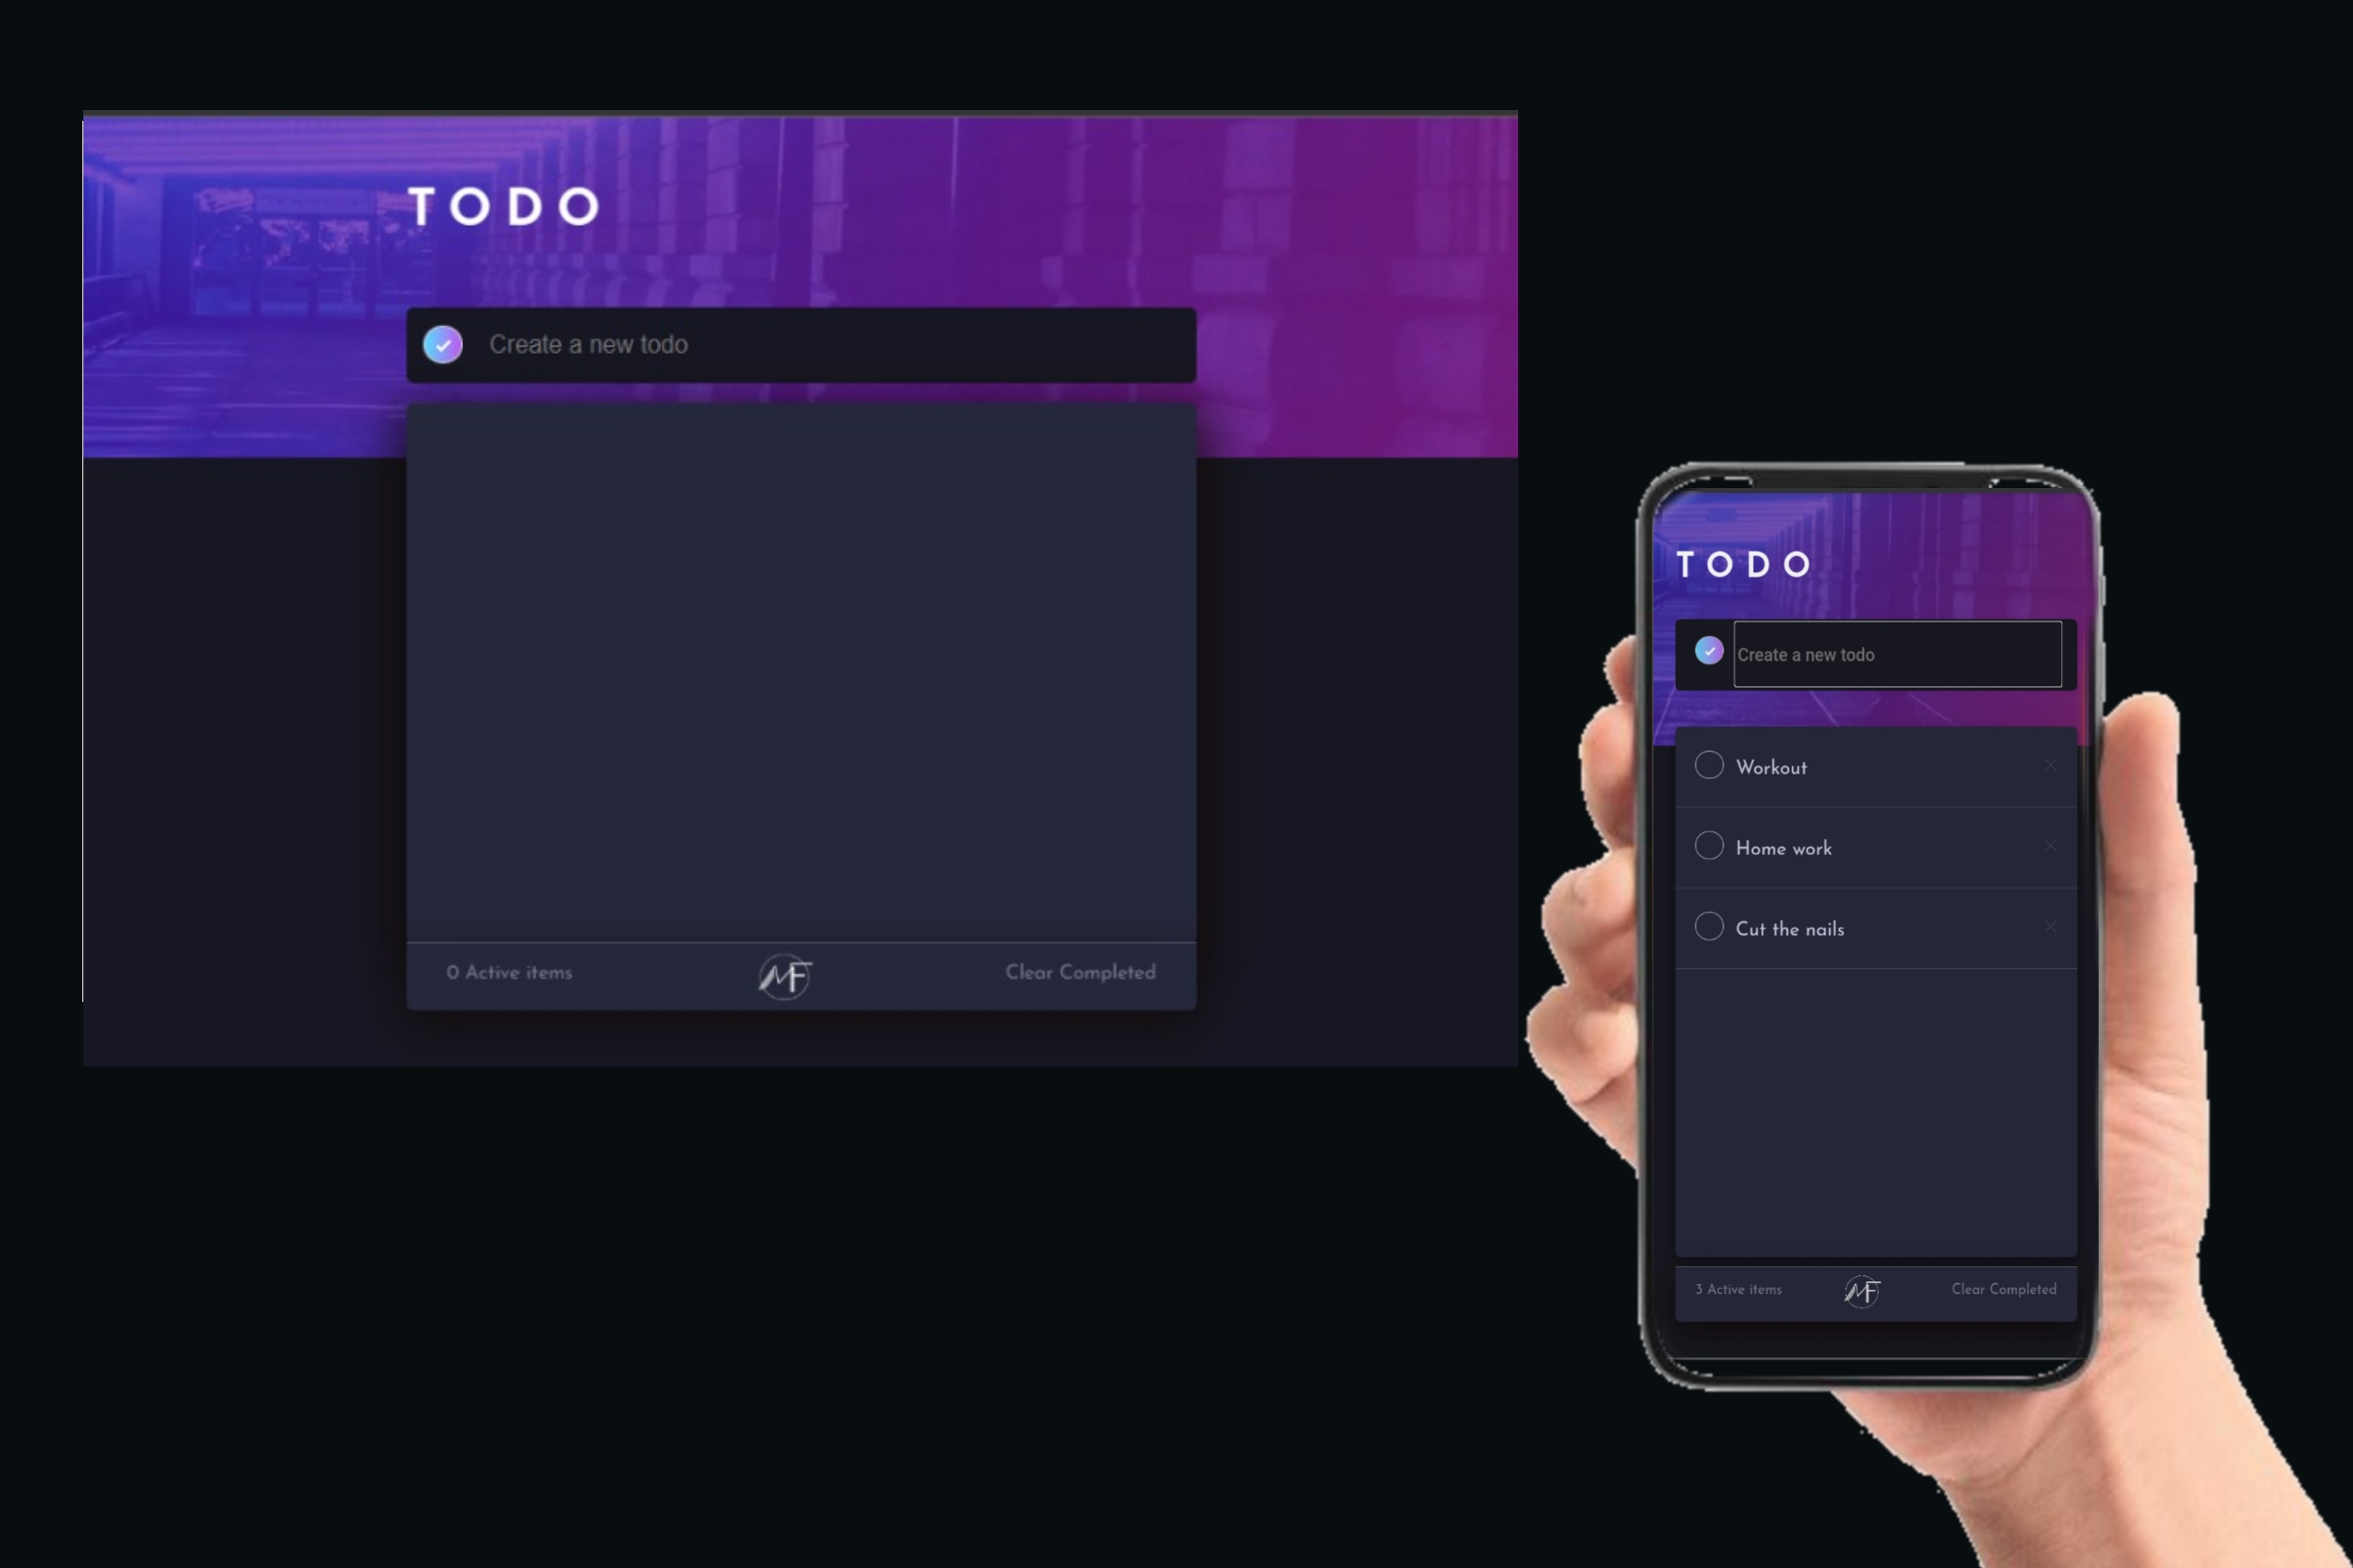 TODO
Create a new todo
0 Active items
MF
Clear Completed
TODO
Create a new todo
Workout
Home work
Cut the nails
3 Active items
MF
Clear Completed